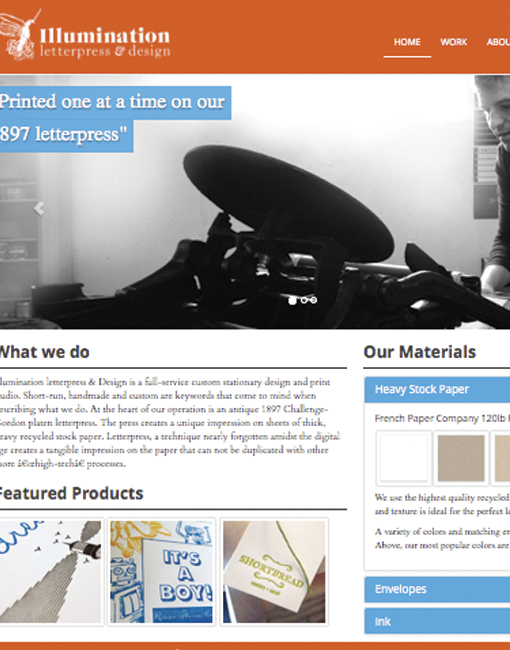 Illumination
letterpress & design
HOME WORK ABOU
Printed one at a time on our
897 letterpress"
What we do
llumination letterpress & Design is a full-service custom stationary design and print
tudio. Short-run, handmade and custom are keywords that come to mind when
escribing what we do. At the heart of our operation is an antique 1897 Challenge-
Gordon platen letterpress. The press creates a unique impression on sheets of thick,
eavy recycled stock paper. Letterpress, a technique nearly forgotten amidst the digital
ge creates a tangible impression on the paper that can not be duplicated with other
more â€œhigh-techâ€ processes.
Featured Products
IT'S
A
BOY!
SHORTBREAD
Our Materials
Heavy Stock Paper
French Paper Company 120lb
We use the highest quality recycled
and texture is ideal for the perfect le
A variety of colors and matching en
Above, our most popular colors are
Envelopes
Ink